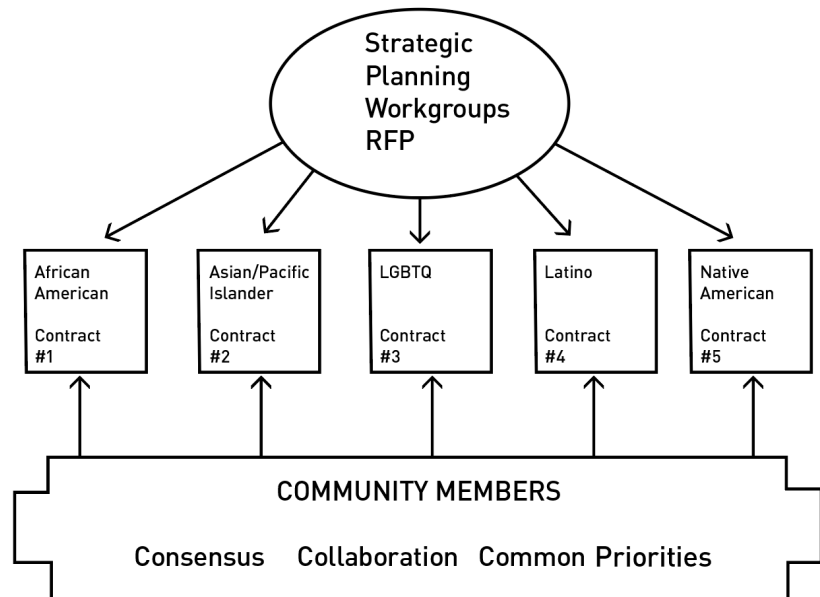 Strategic
Planning
Workgroups
RFP
African
American
Contract
#1
Asian/Pacific
Islander
Contract
#2
LGBTQ
Contract
#3
Latino
Contract
#4
Native
American
Contract
#5
COMMUNITY MEMBERS
Consensus Collaboration Common Priorities